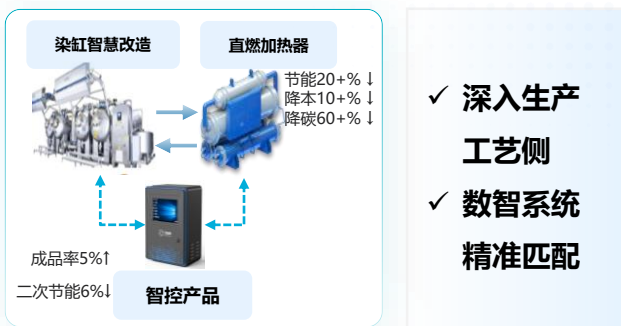 染缸智慧改造
直燃加热器
节能20+%↓
降本10+%↓
降碳60+%↓
成品率5%↑
二次节能6%↓
智控产品
✓ 深入生产
工艺侧
✓ 数智系统
精准匹配